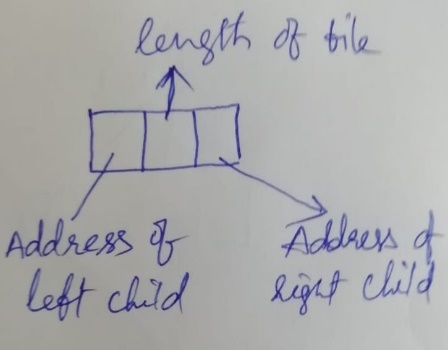 length of file
Address of
left child
Address of
right child